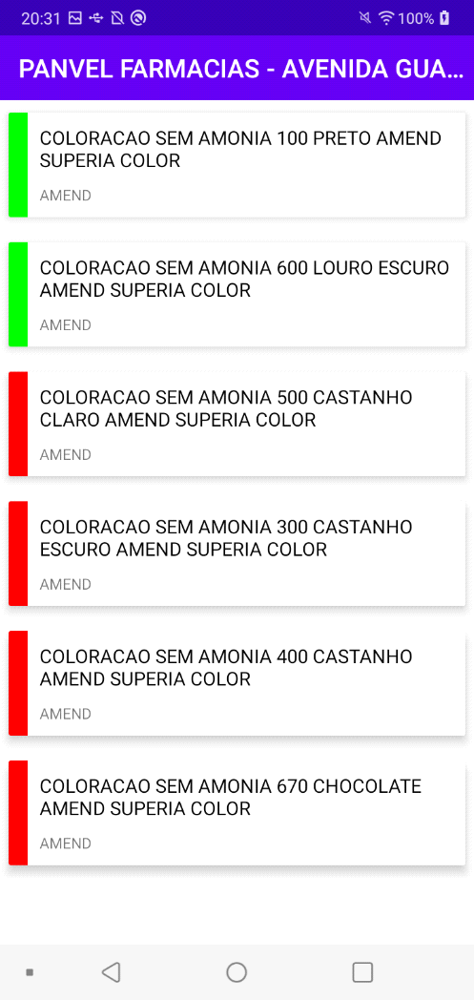 20:31 100%
PANVEL FARMACIAS - AVENIDA GUA...
COLORACAO SEM AMONIA 100 PRETO AMEND
SUPERIA COLOR
AMEND
COLORACAO SEM AMONIA 600 LOURO ESCURO
AMEND SUPERIA COLOR
AMEND
COLORACAO SEM AMONIA 500 CASTANHO
CLARO AMEND SUPERIA COLOR
AMEND
COLORACAO SEM AMONIA 300 CASTANHO
ESCURO AMEND SUPERIA COLOR
AMEND
COLORACAO SEM AMONIA 400 CASTANHO
AMEND SUPERIA COLOR
AMEND
COLORACAO SEM AMONIA 670 CHOCOLATE
AMEND SUPERIA COLOR
AMEND